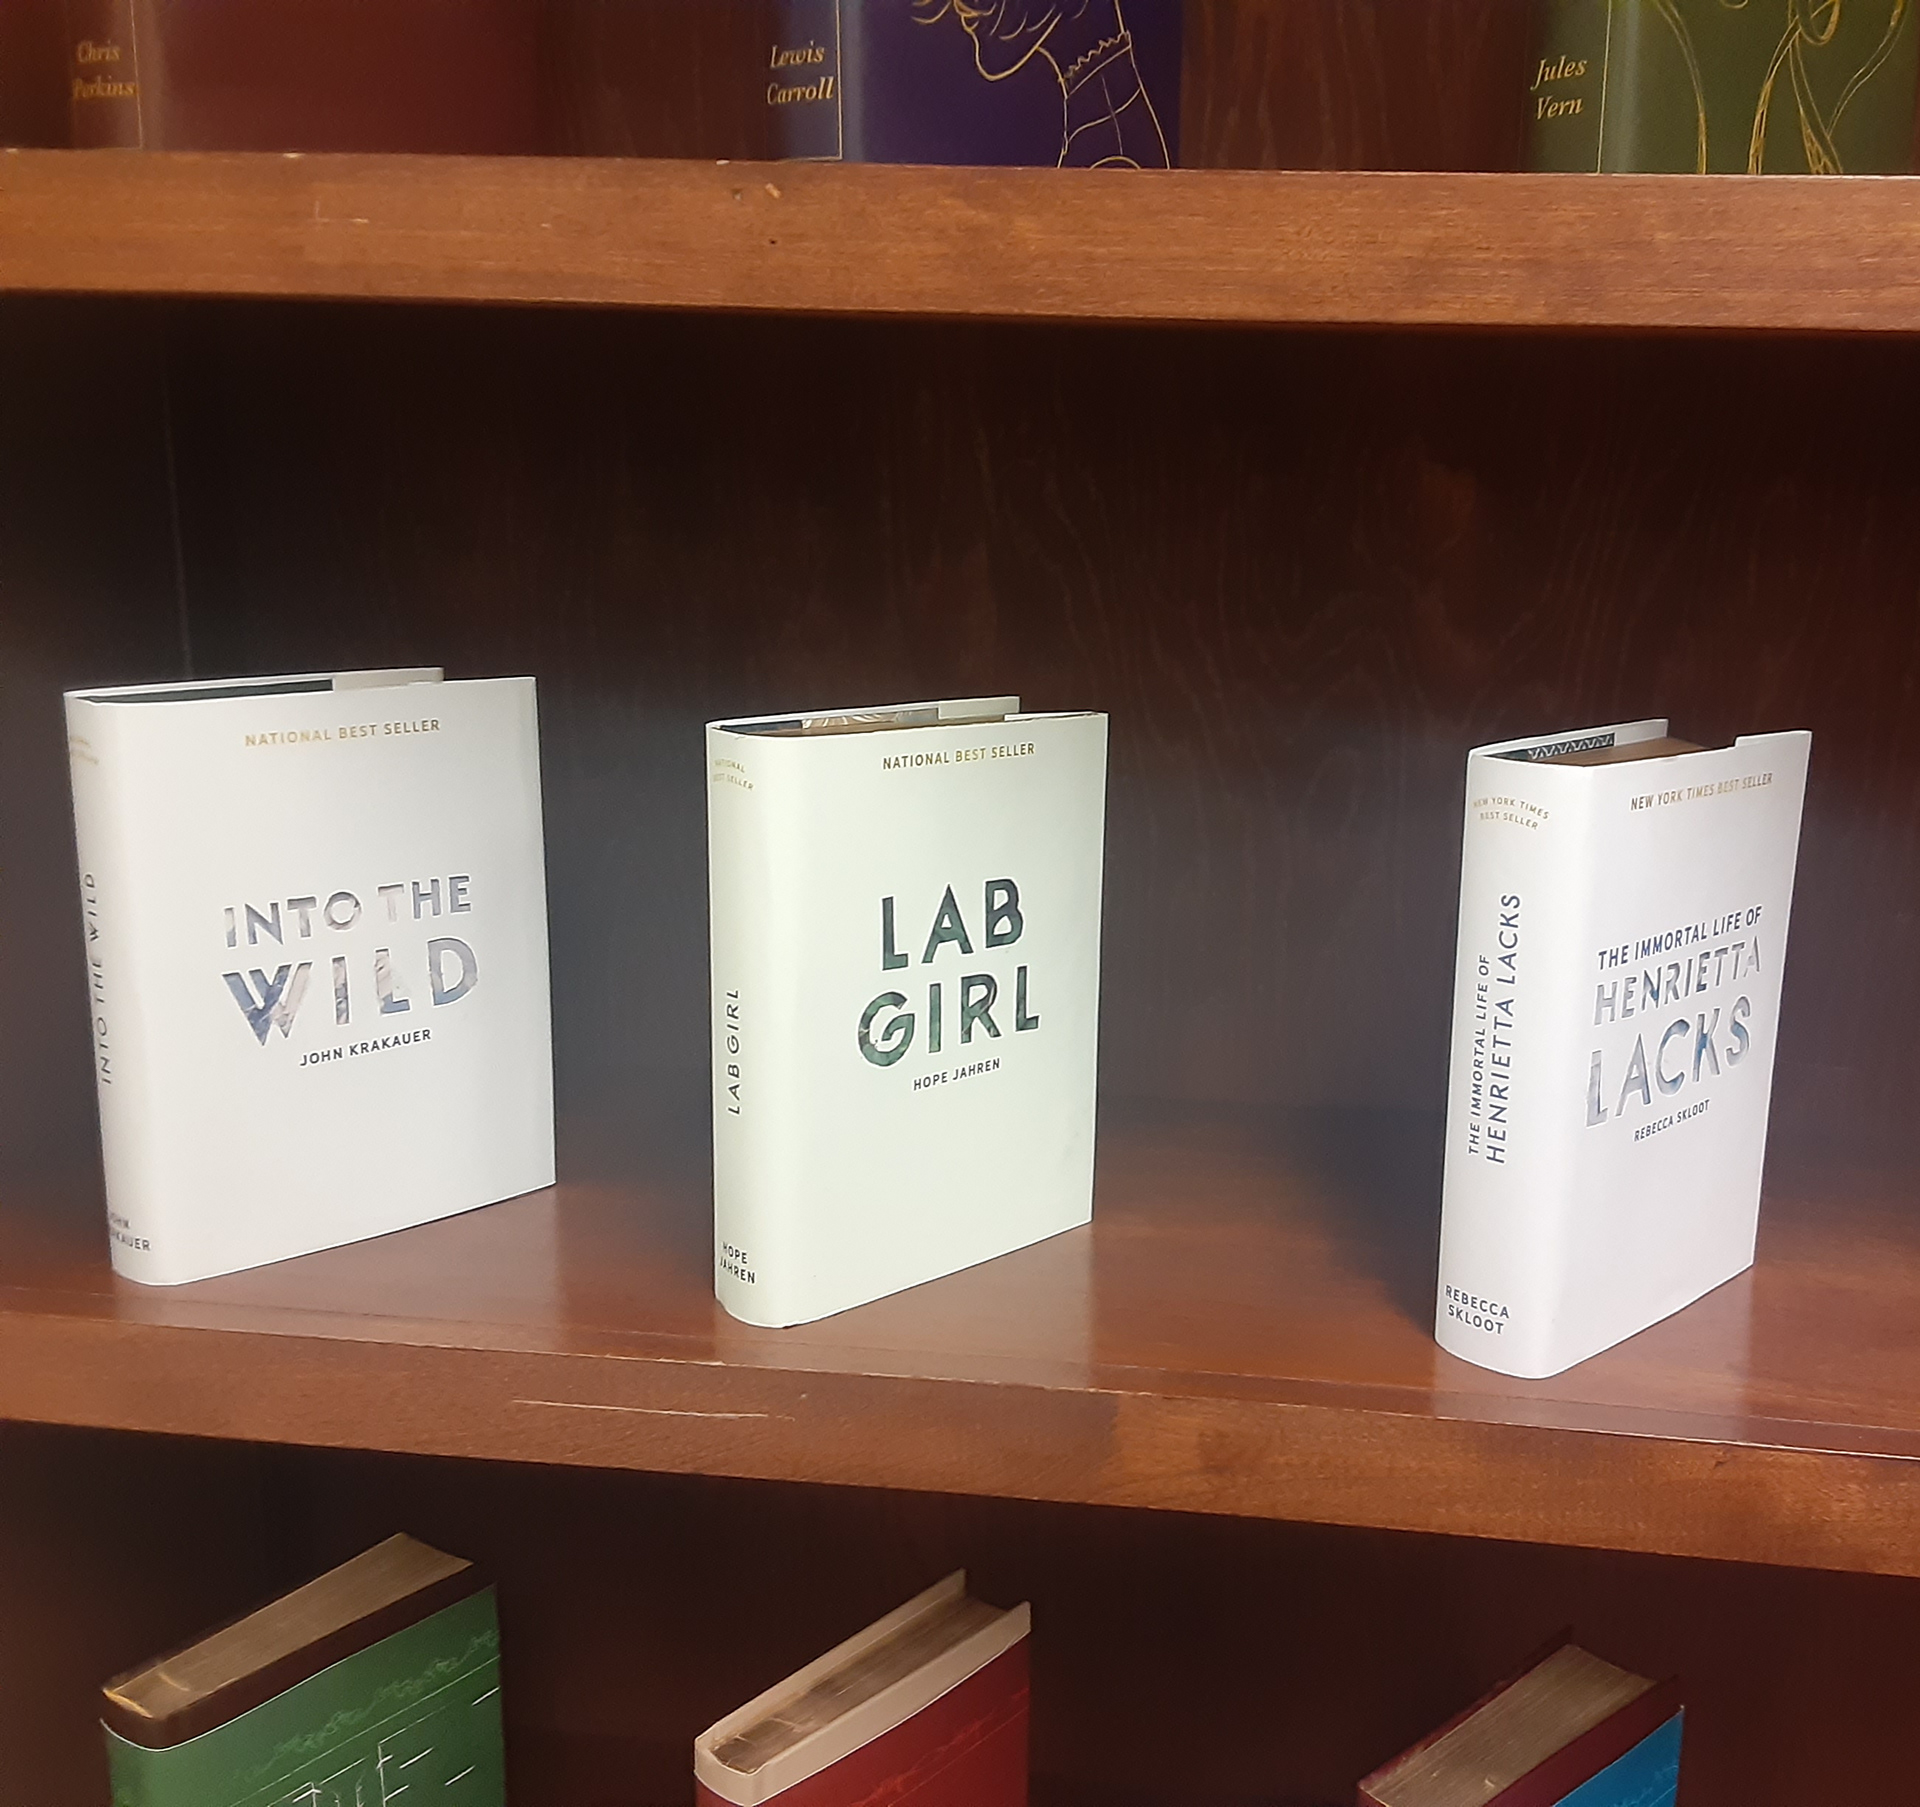 Chris
Perkins
Lewis
Carroll
Jules
Vern
NATIONAL BEST SELLER
INTO THE
WILD
JOHN KRAKAUER
INTO THE WILD
NATIONAL
BEST SELLER
LAB GIRL
HOPE
JAHREN
NATIONAL BEST SELLER
LAB
GIRL
HOPE JAHREN
NEW YORK TIMES
BEST SELLER
THE IMMORTAL LIFE OF
HENRIETTA LACKS
REBECCA
SKLOOT
NEW YORK TIMES BEST SELLER
THE IMMORTAL LIFE OF
HENRIETTA
LACKS
REBECCA SKLOOT